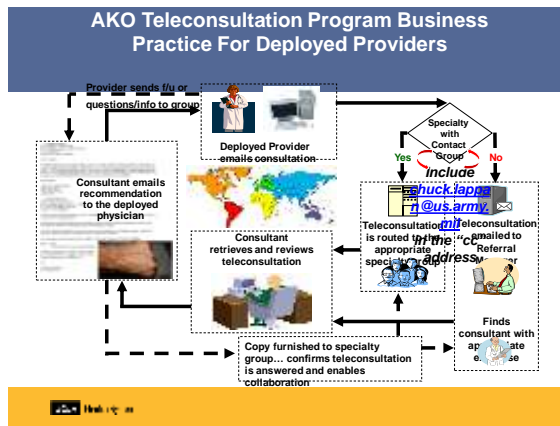 AKO Teleconsultation Program Business
Practice For Deployed Providers
Provider sends f/u or
questions/info to group
Deployed Provider
emails consultation
Specialty
with
Contact
Group
Yes
No
include
chuck.lappa
n@us.army.
mil
in the “cc
address
Consultant emails
recommendation
to the deployed
physician
Teleconsultation
is routed to the
appropriate
specialty group
Teleconsultation
emailed to
Referral
Manager
Consultant
retrieves and reviews
teleconsultation
Finds
consultant with
appropriate
expertise
Copy furnished to specialty
group… confirms teleconsultation
is answered and enables
collaboration